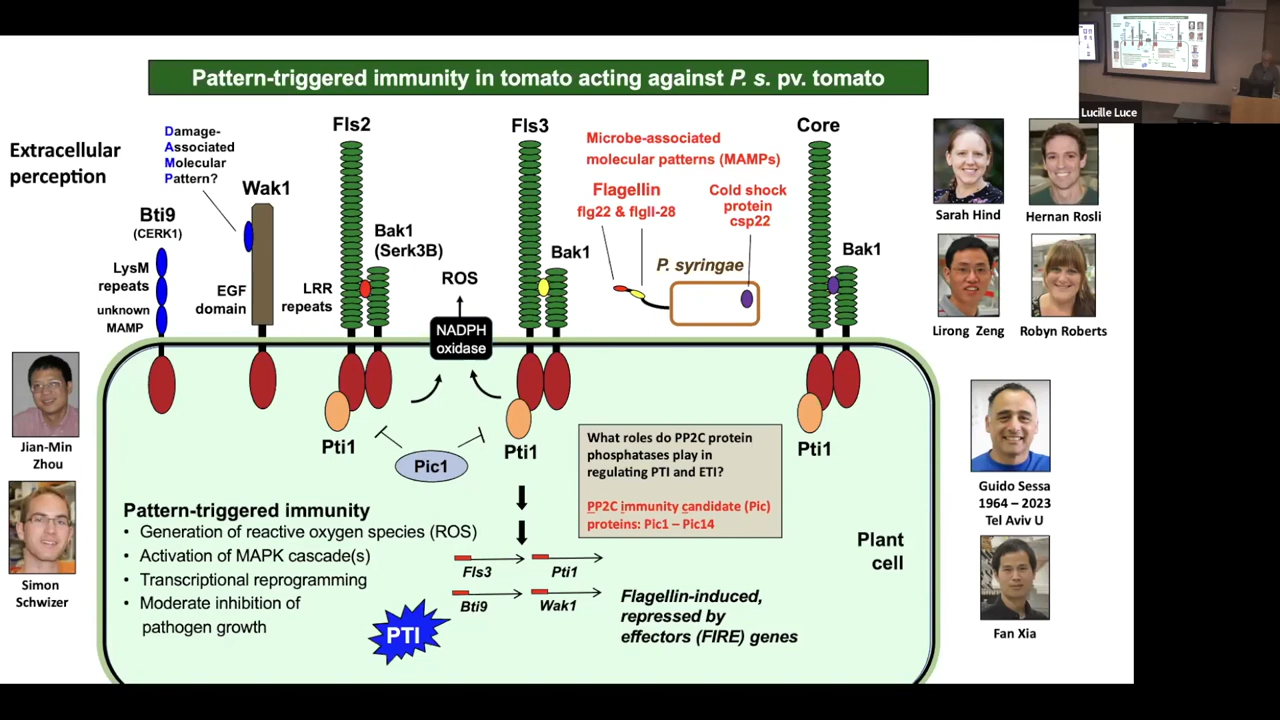 Pattern-triggered immunity in tomato acting against P. s. pv. tomato
Lucille Luce
Extracellular
perception
Damage-
Associated
Molecular
Pattern?
Bti9
(CERK1)
LysM
repeats
unknown
MAMP
Wak1
EGF
domain
Fls2
LRR
repeats
Bak1
(Serk3B)
ROS
NADPH
oxidase
Fls3
Bak1
Microbe-associated
molecular patterns (MAMPs)
Flagellin
flg22 & flgII-28
Cold shock
protein
csp22
P. syringae
Core
Bak1
Sarah Hind
Hernan Rosli
Lirong Zeng
Robyn Roberts
Jian-Min
Zhou
Simon
Schwizer
Pti1
Pic1
Pti1
Pti1
What roles do PP2C protein
phosphatases play in
regulating PTI and ETI?
PP2C immunity candidate (Pic)
proteins: Pic1 – Pic14
Guido Sessa
1964 – 2023
Tel Aviv U
Fan Xia
Pattern-triggered immunity
• Generation of reactive oxygen species (ROS)
• Activation of MAPK cascade(s)
• Transcriptional reprogramming
• Moderate inhibition of
pathogen growth
PTI
Fls3
Pti1
Bti9
Wak1
Flagellin-induced,
repressed by
effectors (FIRE) genes
Plant
cell